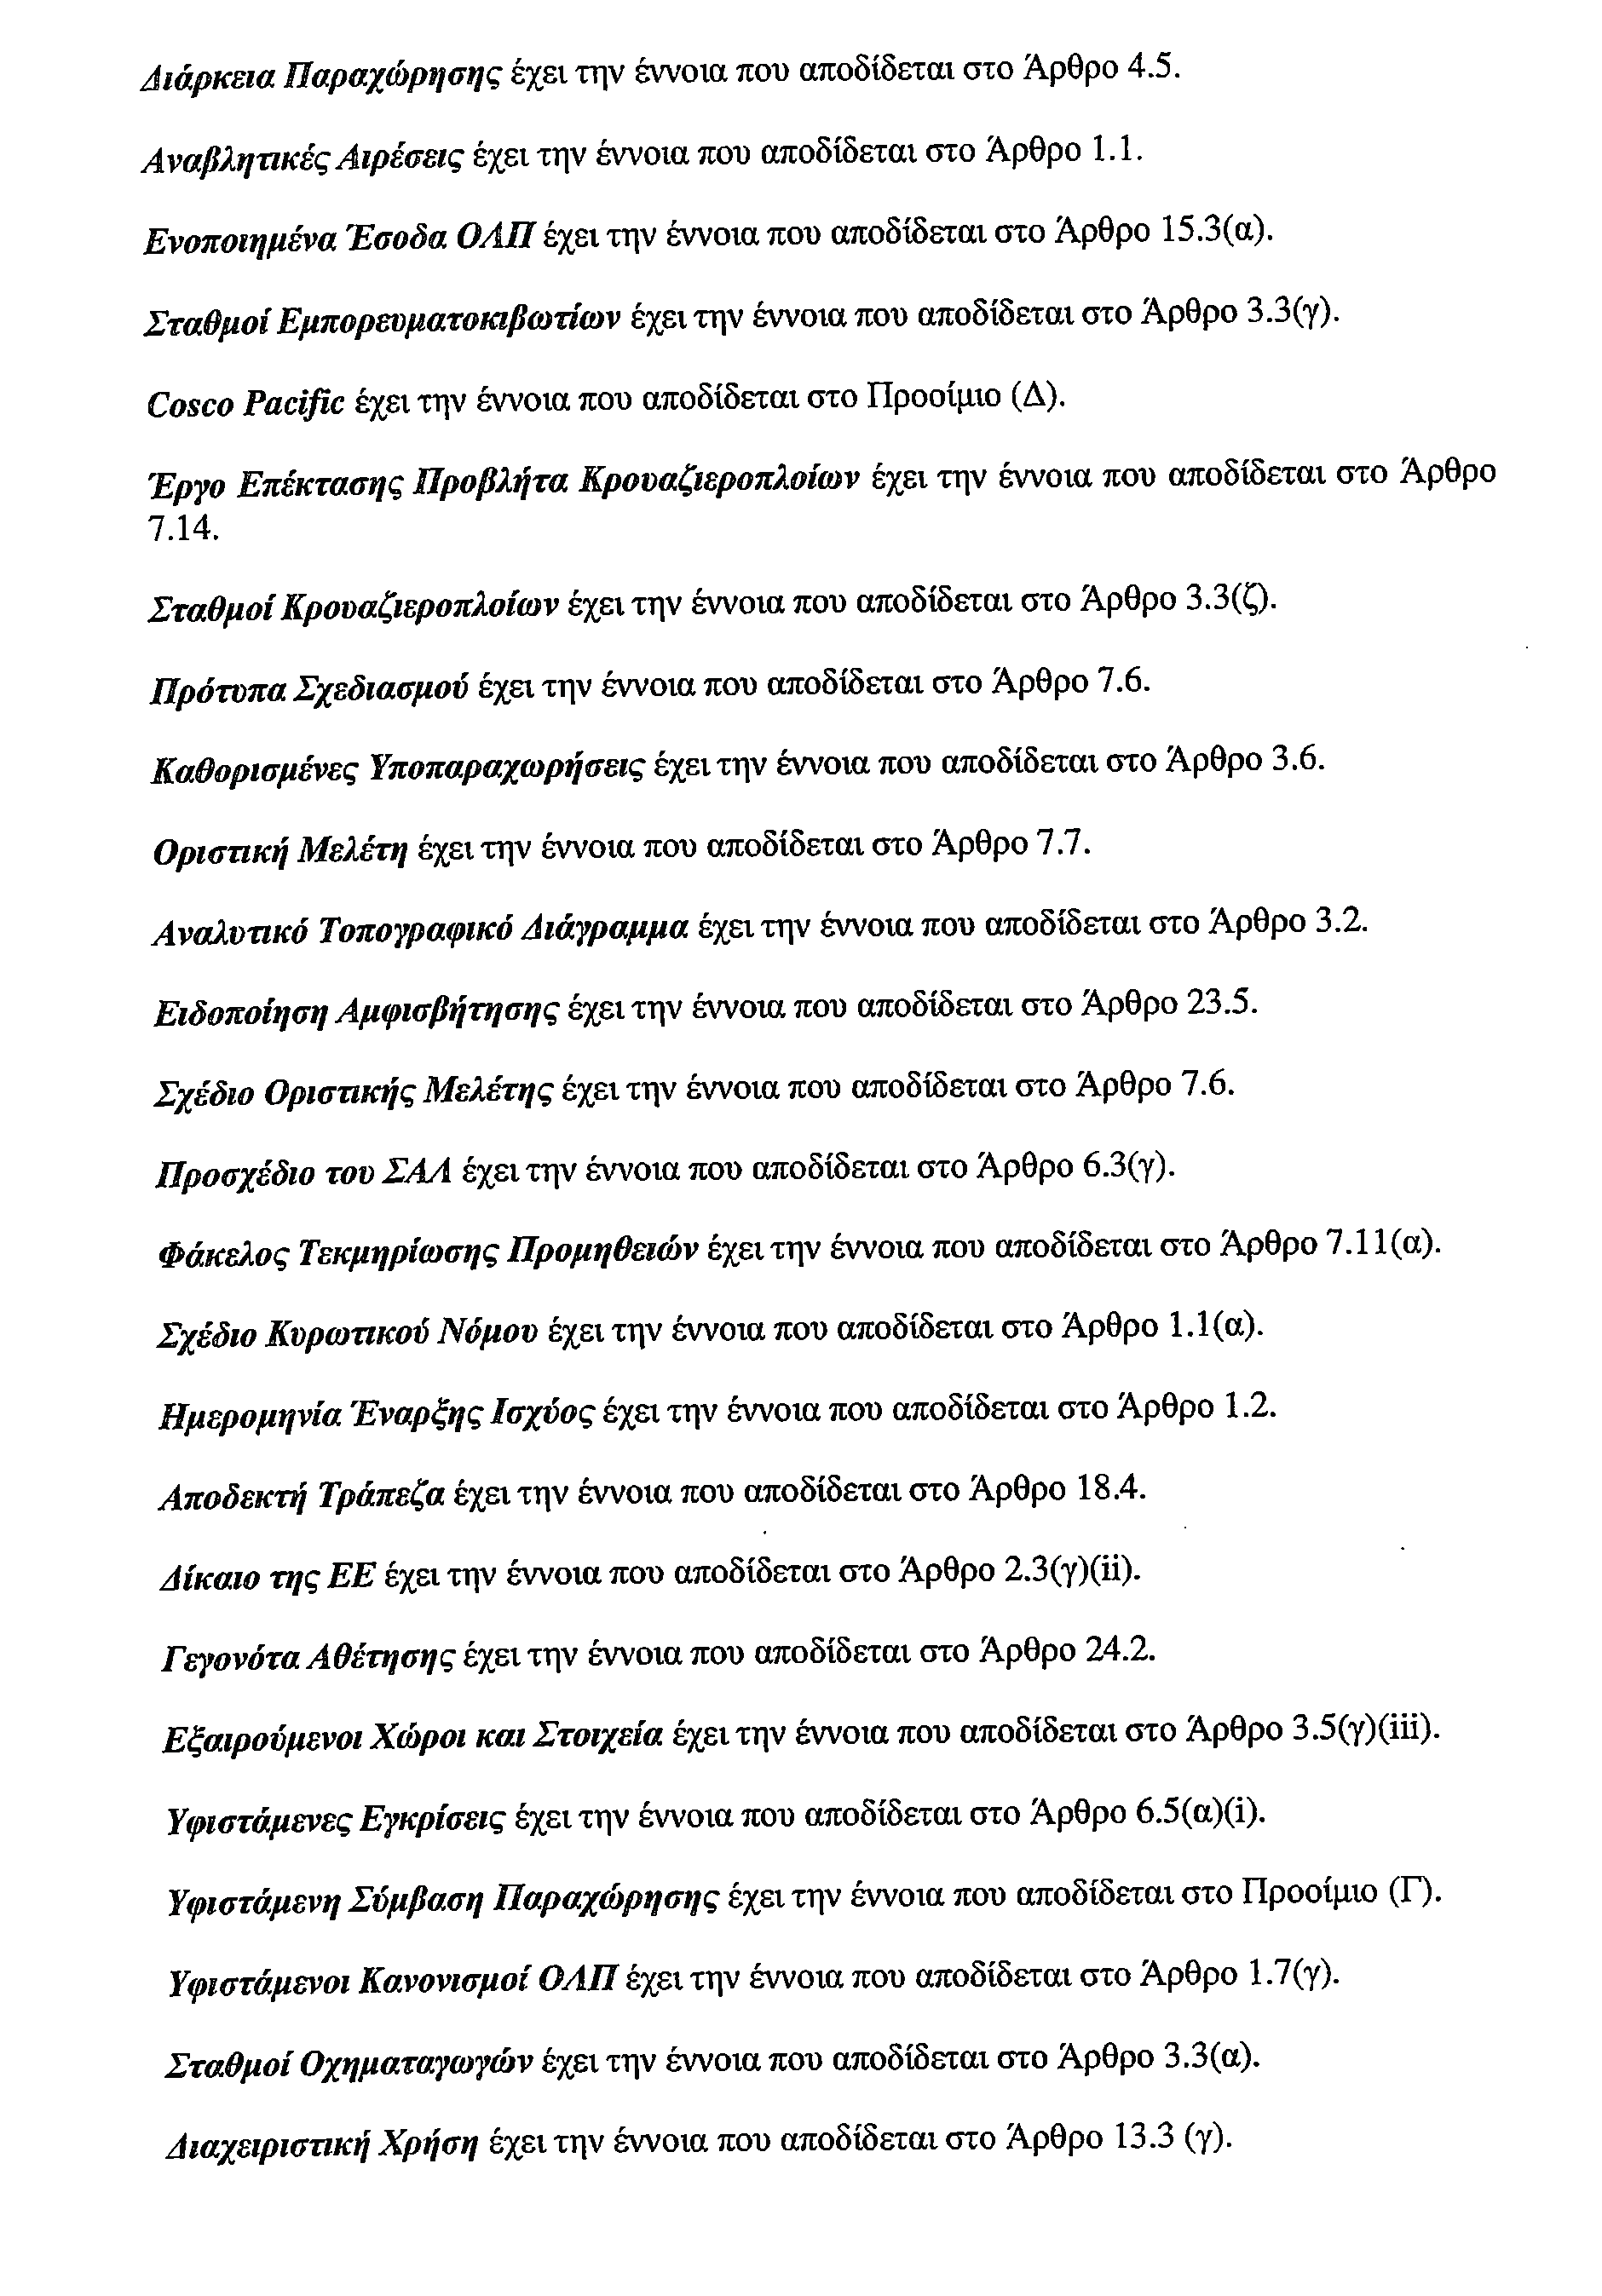 Διάρκεια Παραχώρησης έχει την έννοια που αποδίδεται στο Άρθρο 4.5.
Αναβλητικές Αιρέσεις έχει την έννοια που αποδίδεται στο Άρθρο 1.1.
Ενοποιημένα Έσοδα ΟΛΠ έχει την έννοια που αποδίδεται στο Άρθρο 15.3(α).
Σταθμοί Εμπορευματοκιβωτίων έχει την έννοια που αποδίδεται στο Άρθρο 3.3(γ).
Cosco Pacific έχει την έννοια που αποδίδεται στο Προοίμιο (Δ).
Έργο Επέκτασης Προβλήτα Κρουαζιεροπλοίων έχει την έννοια που αποδίδεται στο Άρθρο
7.14.
Σταθμοί Κρουαζιεροπλοίων έχει την έννοια που αποδίδεται στο Άρθρο 3.3(ζ).
Πρότυπα Σχεδιασμού έχει την έννοια που αποδίδεται στο Άρθρο 7.6.
Καθορισμένες Υποπαραχωρήσεις έχει την έννοια που αποδίδεται στο Άρθρο 3.6.
Οριστική Μελέτη έχει την έννοια που αποδίδεται στο Άρθρο 7.7.
Αναλυτικό Τοπογραφικό Διάγραμμα έχει την έννοια που αποδίδεται στο Άρθρο 3.2.
Ειδοποίηση Αμφισβήτησης έχει την έννοια που αποδίδεται στο Άρθρο 23.5.
Σχέδιο Οριστικής Μελέτης έχει την έννοια που αποδίδεται στο Άρθρο 7.6.
Προσχέδιο του ΣΑΛ έχει την έννοια που αποδίδεται στο Άρθρο 6.3(γ).
Φάκελος Τεκμηρίωσης Προμηθειών έχει την έννοια που αποδίδεται στο Άρθρο 7.11(α).
Σχέδιο Κυρωτικού Νόμου έχει την έννοια που αποδίδεται στο Άρθρο 1.1(α).
Ημερομηνία Έναρξης Ισχύος έχει την έννοια που αποδίδεται στο Άρθρο 1.2.
Αποδεκτή Τράπεζα έχει την έννοια που αποδίδεται στο Άρθρο 18.4.
Δίκαιο της ΕΕ έχει την έννοια που αποδίδεται στο Άρθρο 2.3(γ)(ii).
Γεγονότα Αθέτησης έχει την έννοια που αποδίδεται στο Άρθρο 24.2.
Εξαιρούμενοι Χώροι και Στοιχεία έχει την έννοια που αποδίδεται στο Άρθρο 3.5(γ)(iii).
Υφιστάμενες Εγκρίσεις έχει την έννοια που αποδίδεται στο Άρθρο 6.5(α)(i).
Υφιστάμενη Σύμβαση Παραχώρησης έχει την έννοια που αποδίδεται στο Προοίμιο (Γ).
Υφιστάμενοι Κανονισμοί ΟΛΠ έχει την έννοια που αποδίδεται στο Άρθρο 1.7(γ).
Σταθμοί Οχηματαγωγών έχει την έννοια που αποδίδεται στο Άρθρο 3.3(α).
Διαχειριστική Χρήση έχει την έννοια που αποδίδεται στο Άρθρο 13.3 (γ).